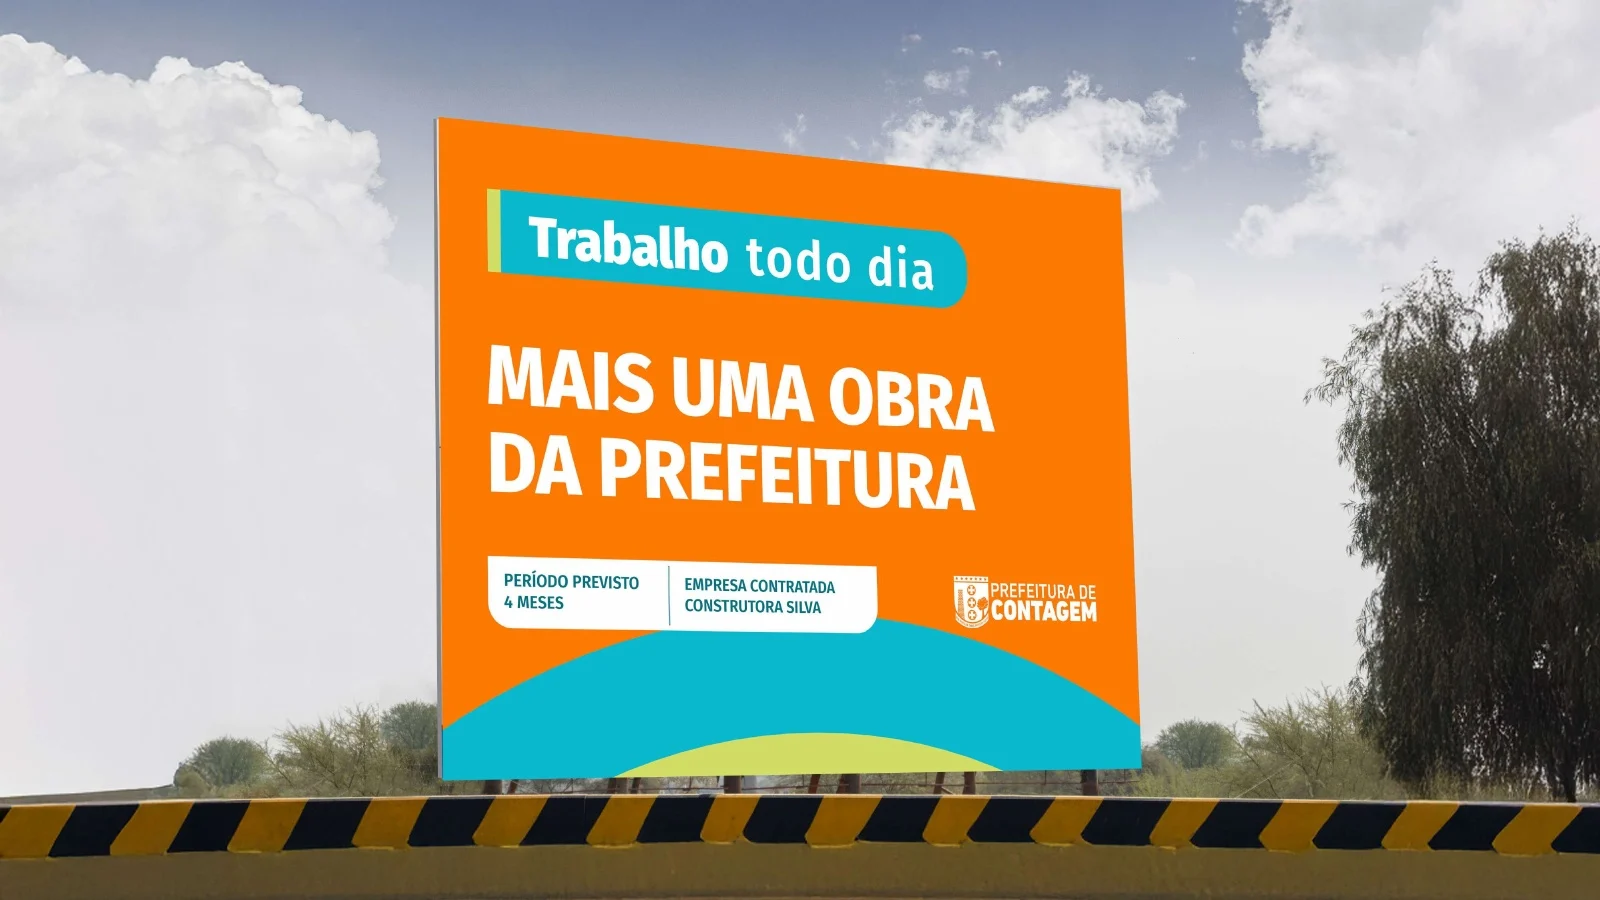 Trabalho todo dia
MAIS UMA OBRA
DA PREFEITURA
PERÍODO PREVISTO
4 MESES
EMPRESA CONTRATADA
CONSTRUTORA SILVA
PREFEITURA DE
CONTAGEM